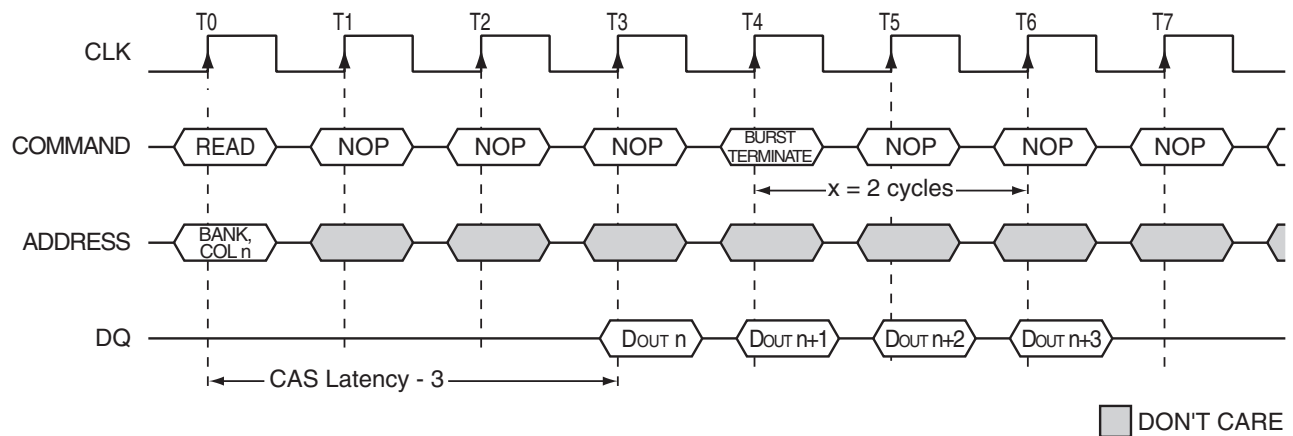 T0 T1 T2 T3 T4 T5 T6 T7
CLK
COMMAND READ NOP NOP NOP BURST TERMINATE NOP NOP NOP
x = 2 cycles
ADDRESS BANK, COL n
DQ DOUT n DOUT n+1 DOUT n+2 DOUT n+3
CAS Latency - 3
DON'T CARE